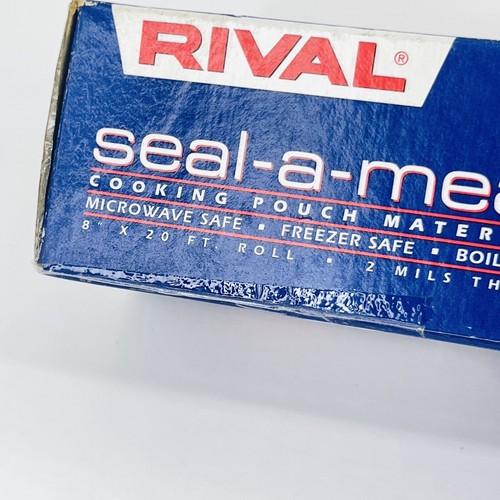 RIVAL®
seal-a-mea
COOKING POUCH MATER
MICROWAVE SAFE ▪ FREEZER SAFE ▪ BOIL
8" X 20 FT. ROLL ▪ 2 MILS TH